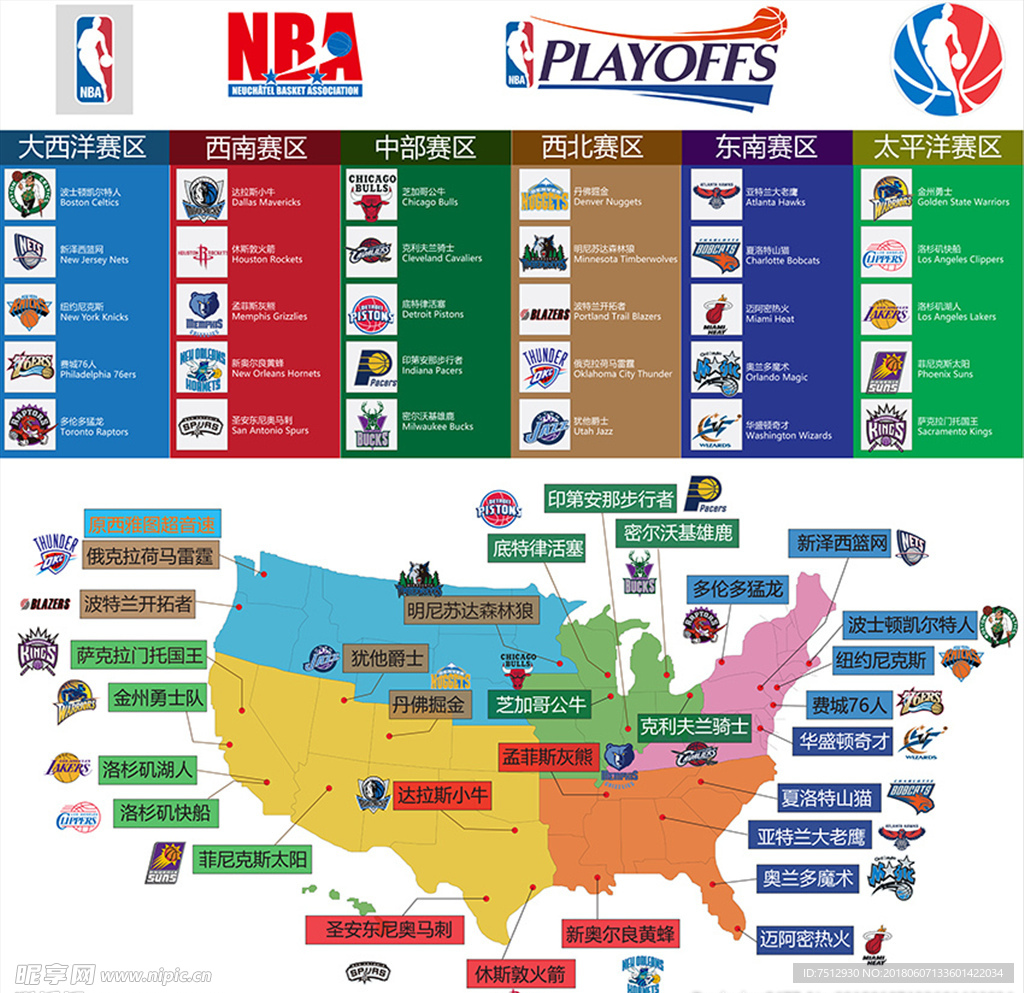 NBA
NBA
NEUCHÂTEL BASKET ASSOCIATION
NBA
PLAYOFFS
大西洋赛区
西南赛区
中部赛区
西北赛区
东南赛区
太平洋赛区
波士顿凯尔特人
Boston Celtics
新泽西篮网
New Jersey Nets
纽约尼克斯
New York Knicks
费城76人
Philadelphia 76ers
多伦多猛龙
Toronto Raptors
达拉斯小牛
Dallas Mavericks
休斯敦火箭
Houston Rockets
孟菲斯灰熊
Memphis Grizzlies
新奥尔良黄蜂
New Orleans Hornets
圣安东尼奥马刺
San Antonio Spurs
芝加哥公牛
Chicago Bulls
克利夫兰骑士
Cleveland Cavaliers
底特律活塞
Detroit Pistons
印第安那步行者
Indiana Pacers
密尔沃基雄鹿
Milwaukee Bucks
丹佛掘金
Denver Nuggets
明尼苏达森林狼
Minnesota Timberwolves
波特兰开拓者
Portland Trail Blazers
俄克拉荷马雷霆
Oklahoma City Thunder
犹他爵士
Utah Jazz
亚特兰大老鹰
Atlanta Hawks
夏洛特山猫
Charlotte Bobcats
迈阿密热火
Miami Heat
奥兰多魔术
Orlando Magic
华盛顿奇才
Washington Wizards
金州勇士
Golden State Warriors
洛杉矶快船
Los Angeles Clippers
洛杉矶湖人
Los Angeles Lakers
菲尼克斯太阳
Phoenix Suns
萨克拉门托国王
Sacramento Kings
印第安那步行者
Pacers
底特律活塞
密尔沃基雄鹿
原西雅图超音速
俄克拉荷马雷霆
新泽西篮网
多伦多猛龙
波特兰开拓者
明尼苏达森林狼
波士顿凯尔特人
萨克拉门托国王
犹他爵士
纽约尼克斯
金州勇士队
丹佛掘金
芝加哥公牛
费城76人
克利夫兰骑士
华盛顿奇才
孟菲斯灰熊
洛杉矶湖人
达拉斯小牛
夏洛特山猫
洛杉矶快船
亚特兰大老鹰
菲尼克斯太阳
奥兰多魔术
圣安东尼奥马刺
新奥尔良黄蜂
迈阿密热火
休斯敦火箭
昵享网 www.nipic.cn
ID:7512930 NO:20180607133601422034